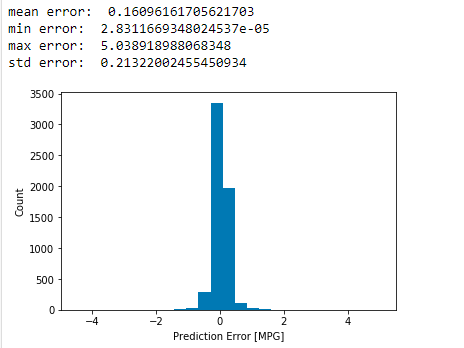 mean error:  0.16096161705621703
min error:  2.8311669348024537e-05
max error:  5.038918988068348
std error:  0.21322002455450934
3500
3000
2500
2000
1500
1000
500
0
Count
−4 −2 0 2 4
Prediction Error [MPG]